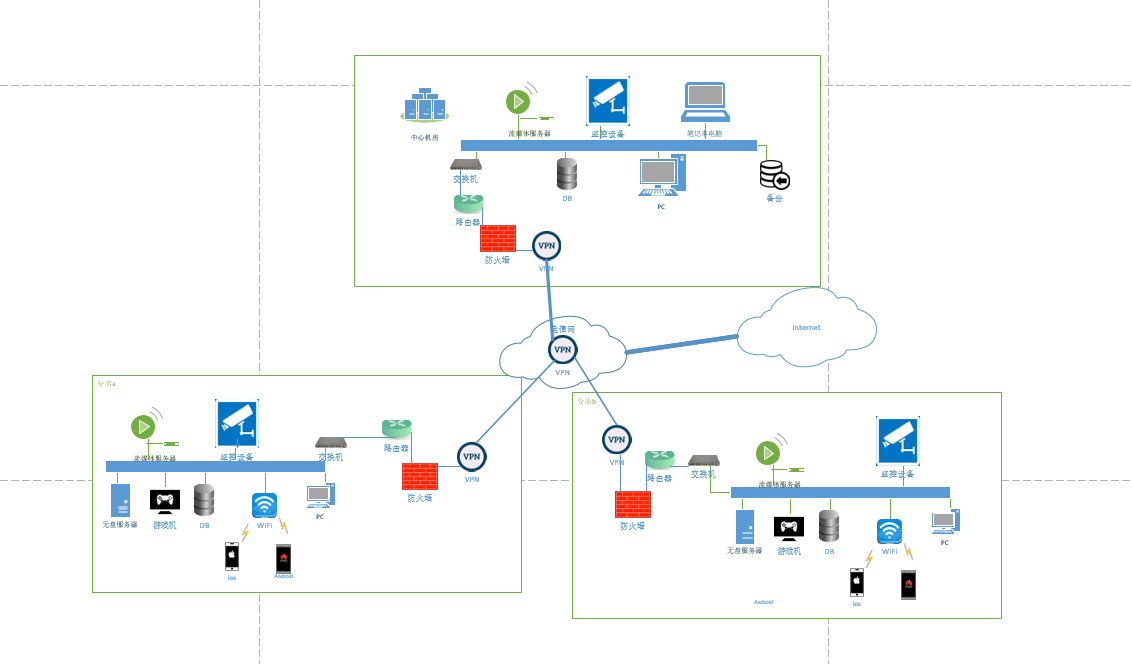 中心机房
流媒体服务器
监控设备
笔记本电脑
交换机
DB
PC
备份
路由器
防火墙
VPN
VPN
电信网
VPN
VPN
internet
分店a
流媒体服务器
监控设备
交换机
路由器
防火墙
VPN
VPN
无盘服务器
游戏机
DB
WIFI
PC
ios
Android
分店b
VPN
VPN
路由器
交换机
防火墙
流媒体服务器
监控设备
无盘服务器
游戏机
DB
WIFI
PC
ios
Android